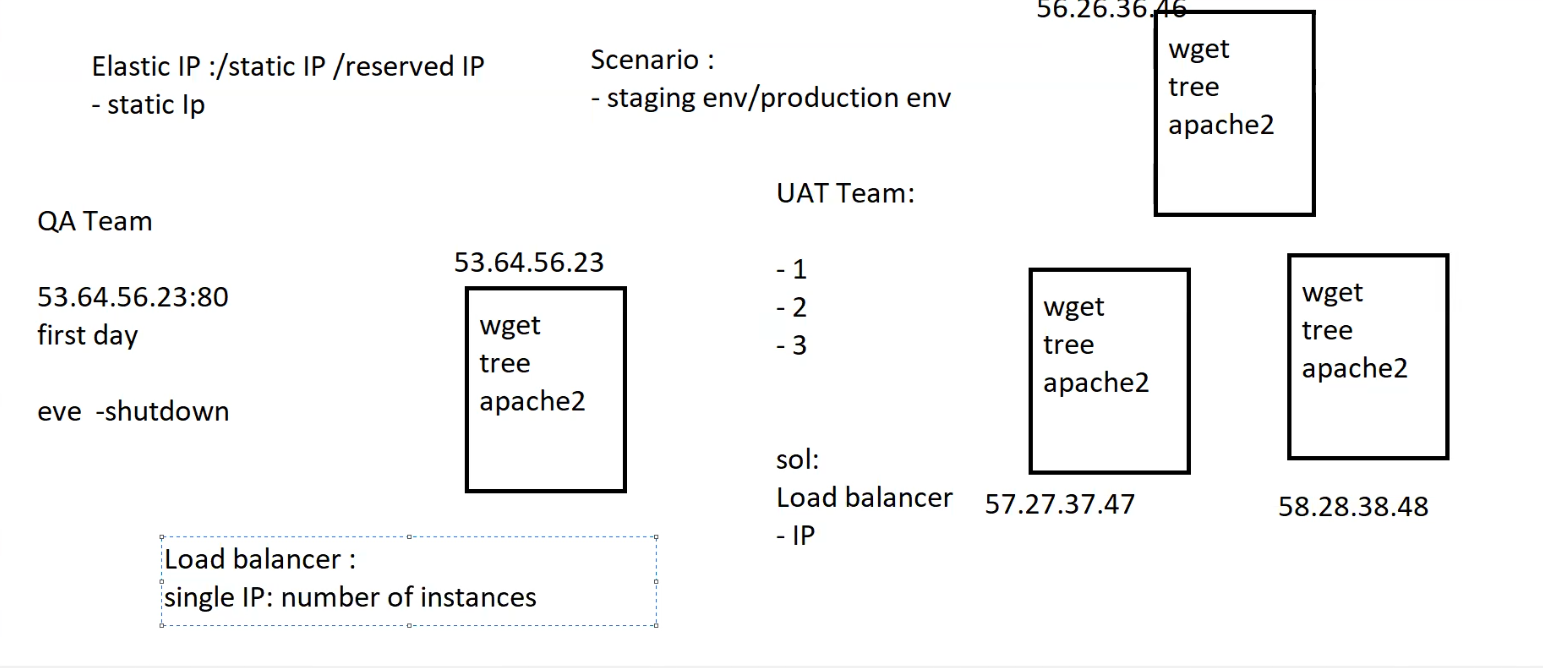 Elastic IP :/static IP /reserved IP
- static Ip
Scenario :
- staging env/production env
56.26.36.46
wget
tree
apache2
QA Team
53.64.56.23:80
first day
eve  -shutdown
53.64.56.23
wget
tree
apache2
UAT Team:
- 1
- 2
- 3
sol:
Load balancer
- IP
wget
tree
apache2
57.27.37.47
wget
tree
apache2
58.28.38.48
Load balancer :
single IP: number of instances